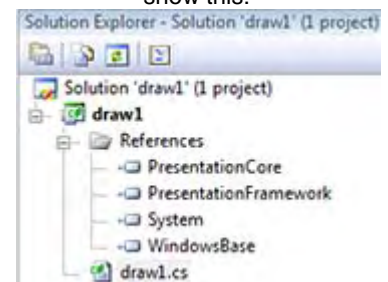 show this:
Solution Explorer - Solution 'draw1' (1 project)
Solution 'draw1' (1 project)
draw1
References
PresentationCore
PresentationFramework
System
WindowsBase
draw1.cs